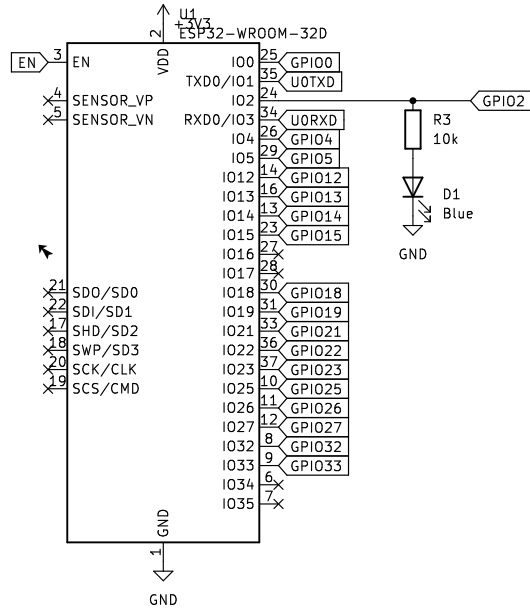 U1
+3V3
ESP32-WROOM-32D
2
VDD
EN 3 EN
IO0 25 GPIO0
TXD0/IO1 35 U0TXD
4 SENSOR_VP
IO2 24 GPIO2
5 SENSOR_VN
RXD0/IO3 34 U0RXD
R3
10k
IO4 26 GPIO4
IO5 29 GPIO5
IO12 14 GPIO12
IO13 16 GPIO13
D1
Blue
IO14 13 GPIO14
IO15 23 GPIO15
GND
IO16 27
IO17 28
21 SDO/SD0
IO18 30 GPIO18
22 SDI/SD1
IO19 31 GPIO19
17 SHD/SD2
IO21 33 GPIO21
18 SWP/SD3
IO22 36 GPIO22
20 SCK/CLK
IO23 37 GPIO23
19 SCS/CMD
IO25 10 GPIO25
IO26 11 GPIO26
IO27 12 GPIO27
IO32 8 GPIO32
IO33 9 GPIO33
IO34 6
IO35 7
GND
1
GND